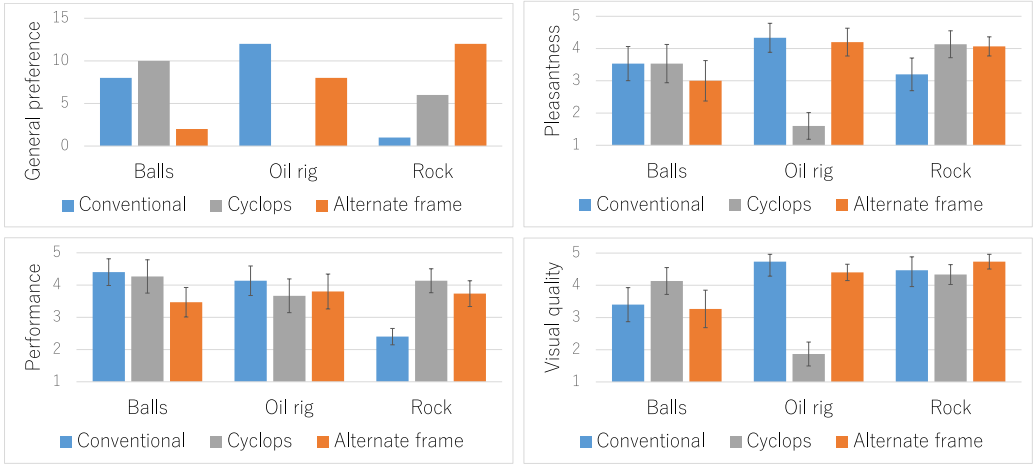 General preference
15
10
5
0
Balls Oil rig Rock
Conventional Cyclops Alternate frame
Pleasantness
5
4
3
2
1
Balls Oil rig Rock
Conventional Cyclops Alternate frame
Performance
5
4
3
2
1
Balls Oil rig Rock
Conventional Cyclops Alternate frame
Visual quality
5
4
3
2
1
Balls Oil rig Rock
Conventional Cyclops Alternate frame